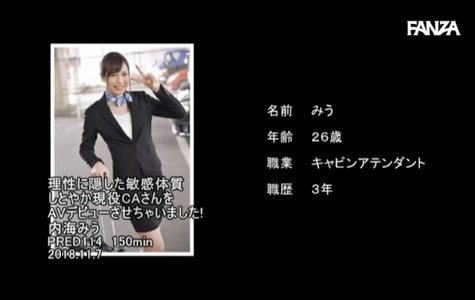 FANZA
理性に隠した敏感体質
しとやか現役CAさんを
AVデビューさせちゃいました!
内海みう
PRED114 150min
2018.11.7
名前 みう
年齢 26歳
職業 キャビンアテンダント
職歴 3年